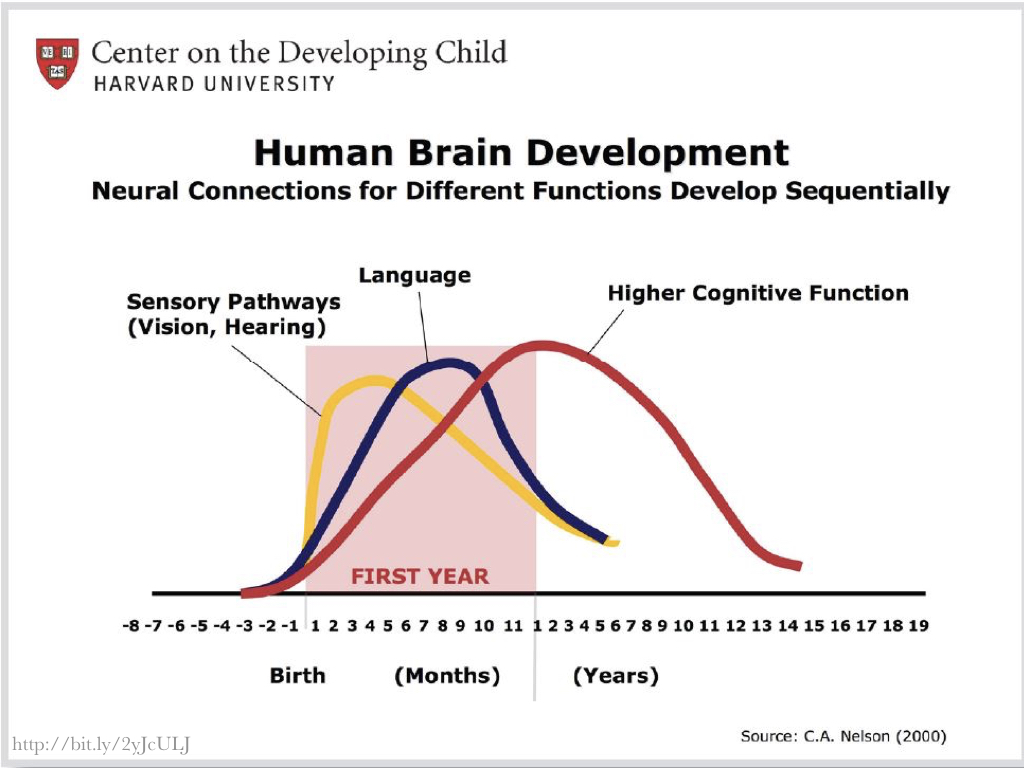 VE RI
TAS
Center on the Developing Child
HARVARD UNIVERSITY
Human Brain Development
Neural Connections for Different Functions Develop Sequentially
Language
Sensory Pathways
(Vision, Hearing)
Higher Cognitive Function
FIRST YEAR
-8 -7 -6 -5 -4 -3 -2 -1 1 2 3 4 5 6 7 8 9 10 11 1 2 3 4 5 6 7 8 9 10 11 12 13 14 15 16 17 18 19
Birth (Months) (Years)
Source: C.A. Nelson (2000)
http://bit.ly/2yJcULJ